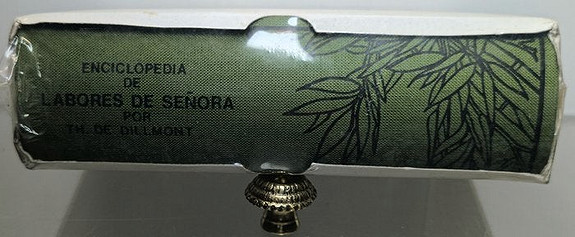 ENCICLOPEDIA
DE
LABORES DE SEÑORA
POR
TH. DE DILLMONT